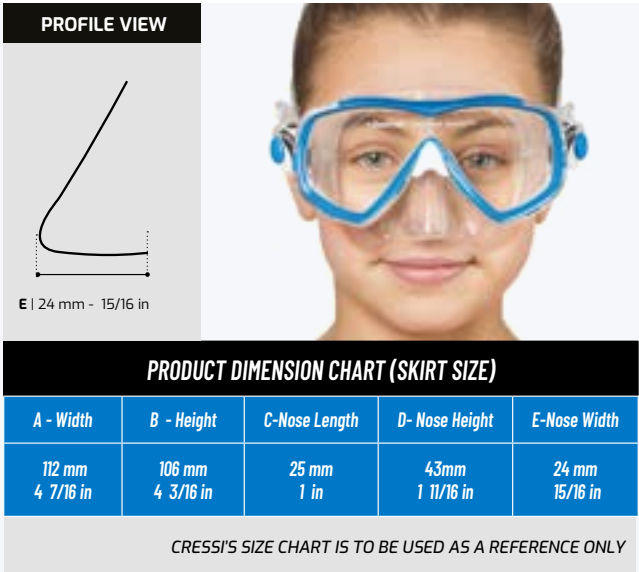 PROFILE VIEW
E | 24 mm - 15/16 in
PRODUCT DIMENSION CHART (SKIRT SIZE)
A - Width B - Height C-Nose Length D- Nose Height E-Nose Width
112 mm 106 mm 25 mm 43mm 24 mm
4 7/16 in 4 3/16 in 1 in 1 11/16 in 15/16 in
CRESSI'S SIZE CHART IS TO BE USED AS A REFERENCE ONLY